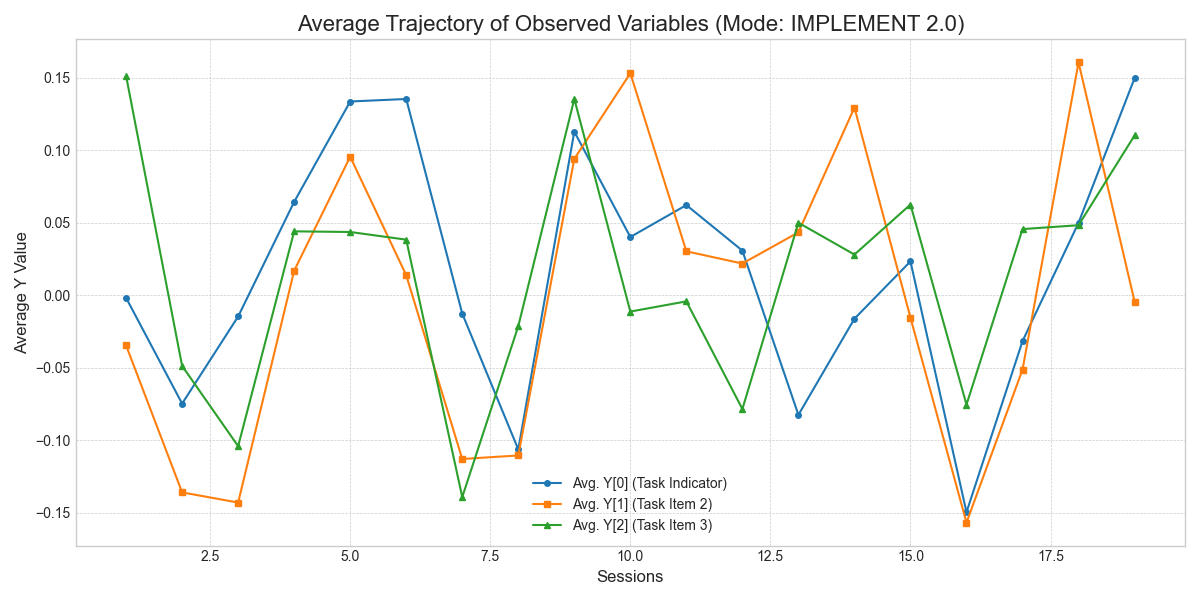 Average Trajectory of Observed Variables (Mode: IMPLEMENT 2.0)
Average Y Value
0.15
0.10
0.05
0.00
−0.05
−0.10
−0.15
Avg. Y[0] (Task Indicator)
Avg. Y[1] (Task Item 2)
Avg. Y[2] (Task Item 3)
2.5 5.0 7.5 10.0 12.5 15.0 17.5
Sessions